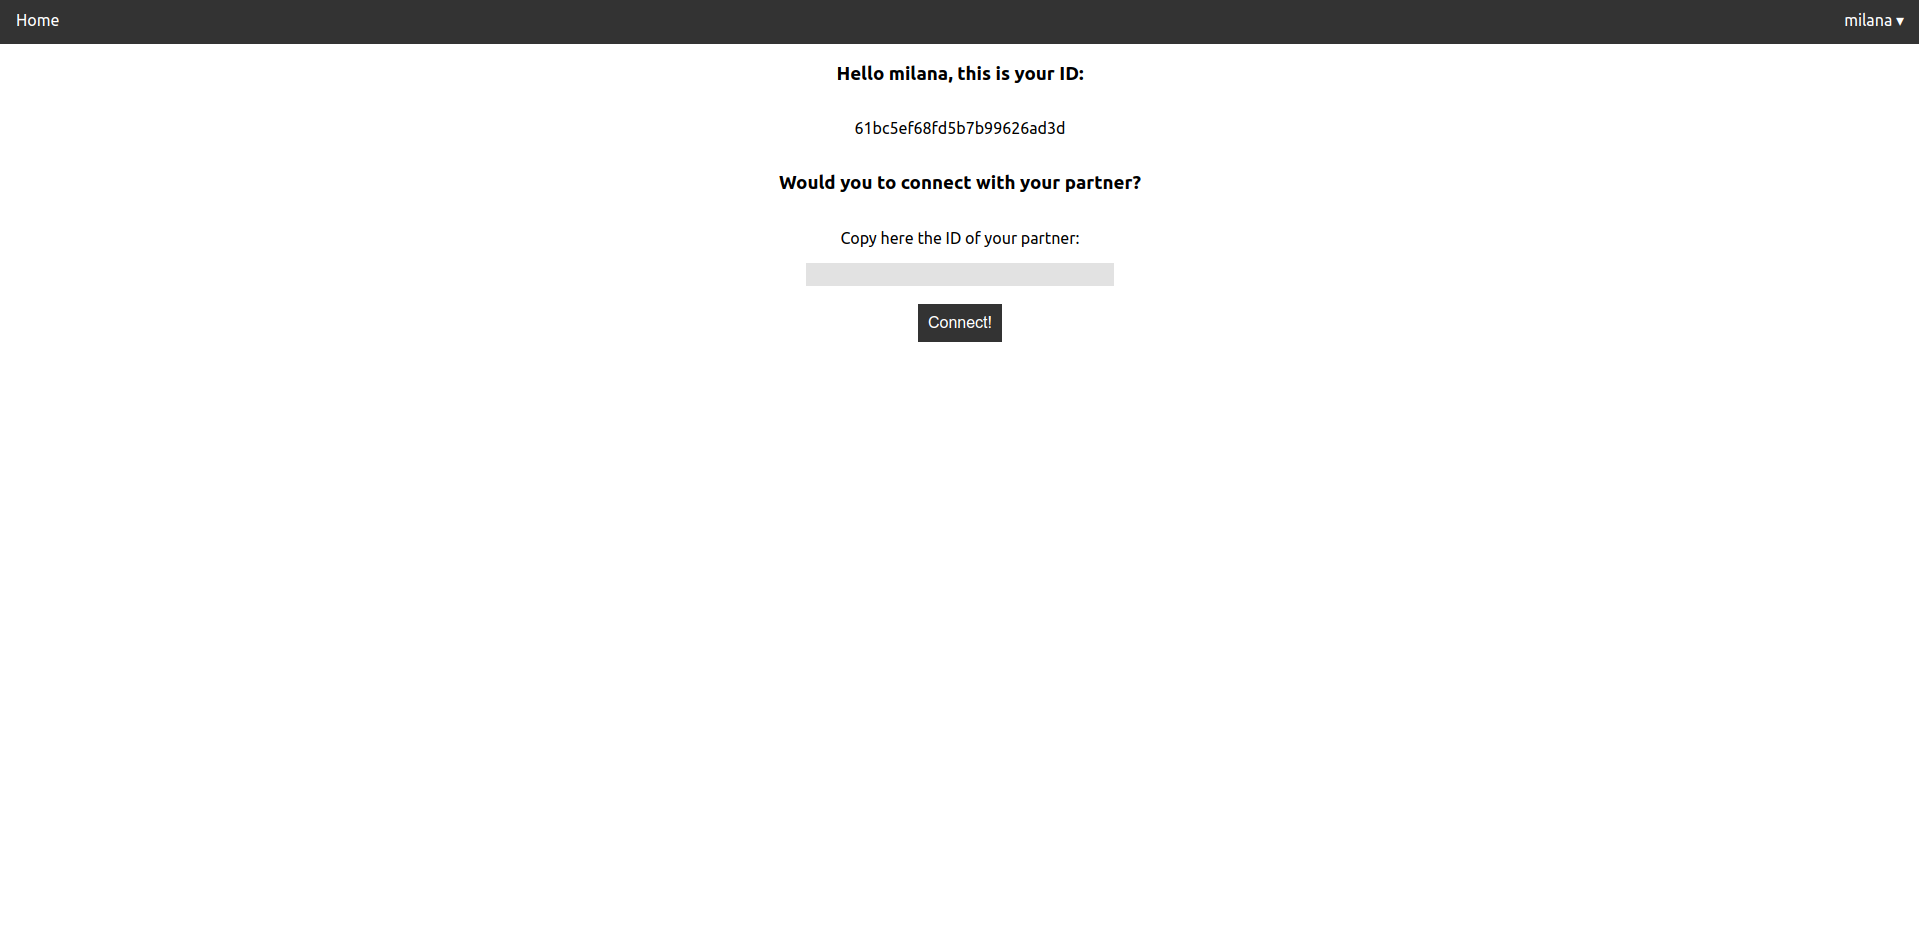 Home
milana ▾
Hello milana, this is your ID:
61bc5ef68fd5b7b99626ad3d
Would you to connect with your partner?
Copy here the ID of your partner:
Connect!